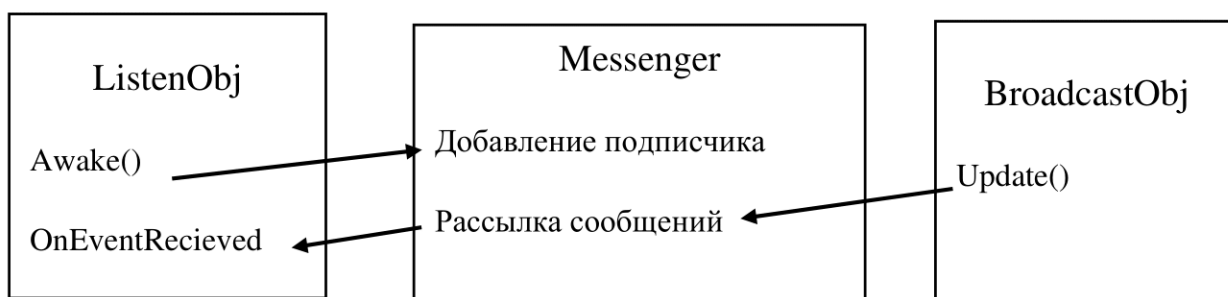 ListenObj
Awake()
OnEventRecieved
Messenger
Добавление подписчика
Рассылка сообщений
BroadcastObj
Update()